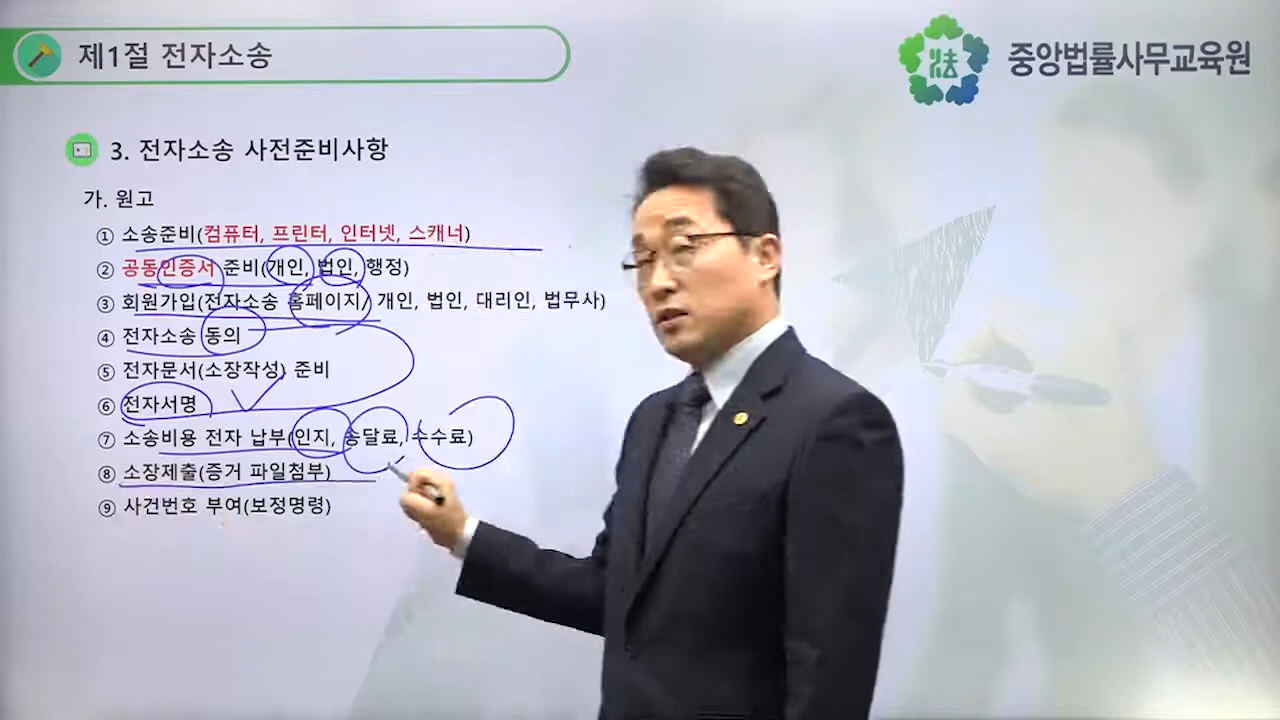 제1절 전자소송
法
중앙법률사무교육원
3. 전자소송 사전준비사항
가. 원고
① 소송준비(컴퓨터, 프린터, 인터넷, 스캐너)
② 공동인증서 준비(개인, 법인, 행정)
③ 회원가입(전자소송 홈페이지/ 개인, 법인, 대리인, 법무사)
④ 전자소송 동의
⑤ 전자문서(소장작성) 준비
⑥ 전자서명
⑦ 소송비용 전자 납부(인지, 송달료, 수수료)
⑧ 소장제출(증거 파일첨부)
⑨ 사건번호 부여(보정명령)